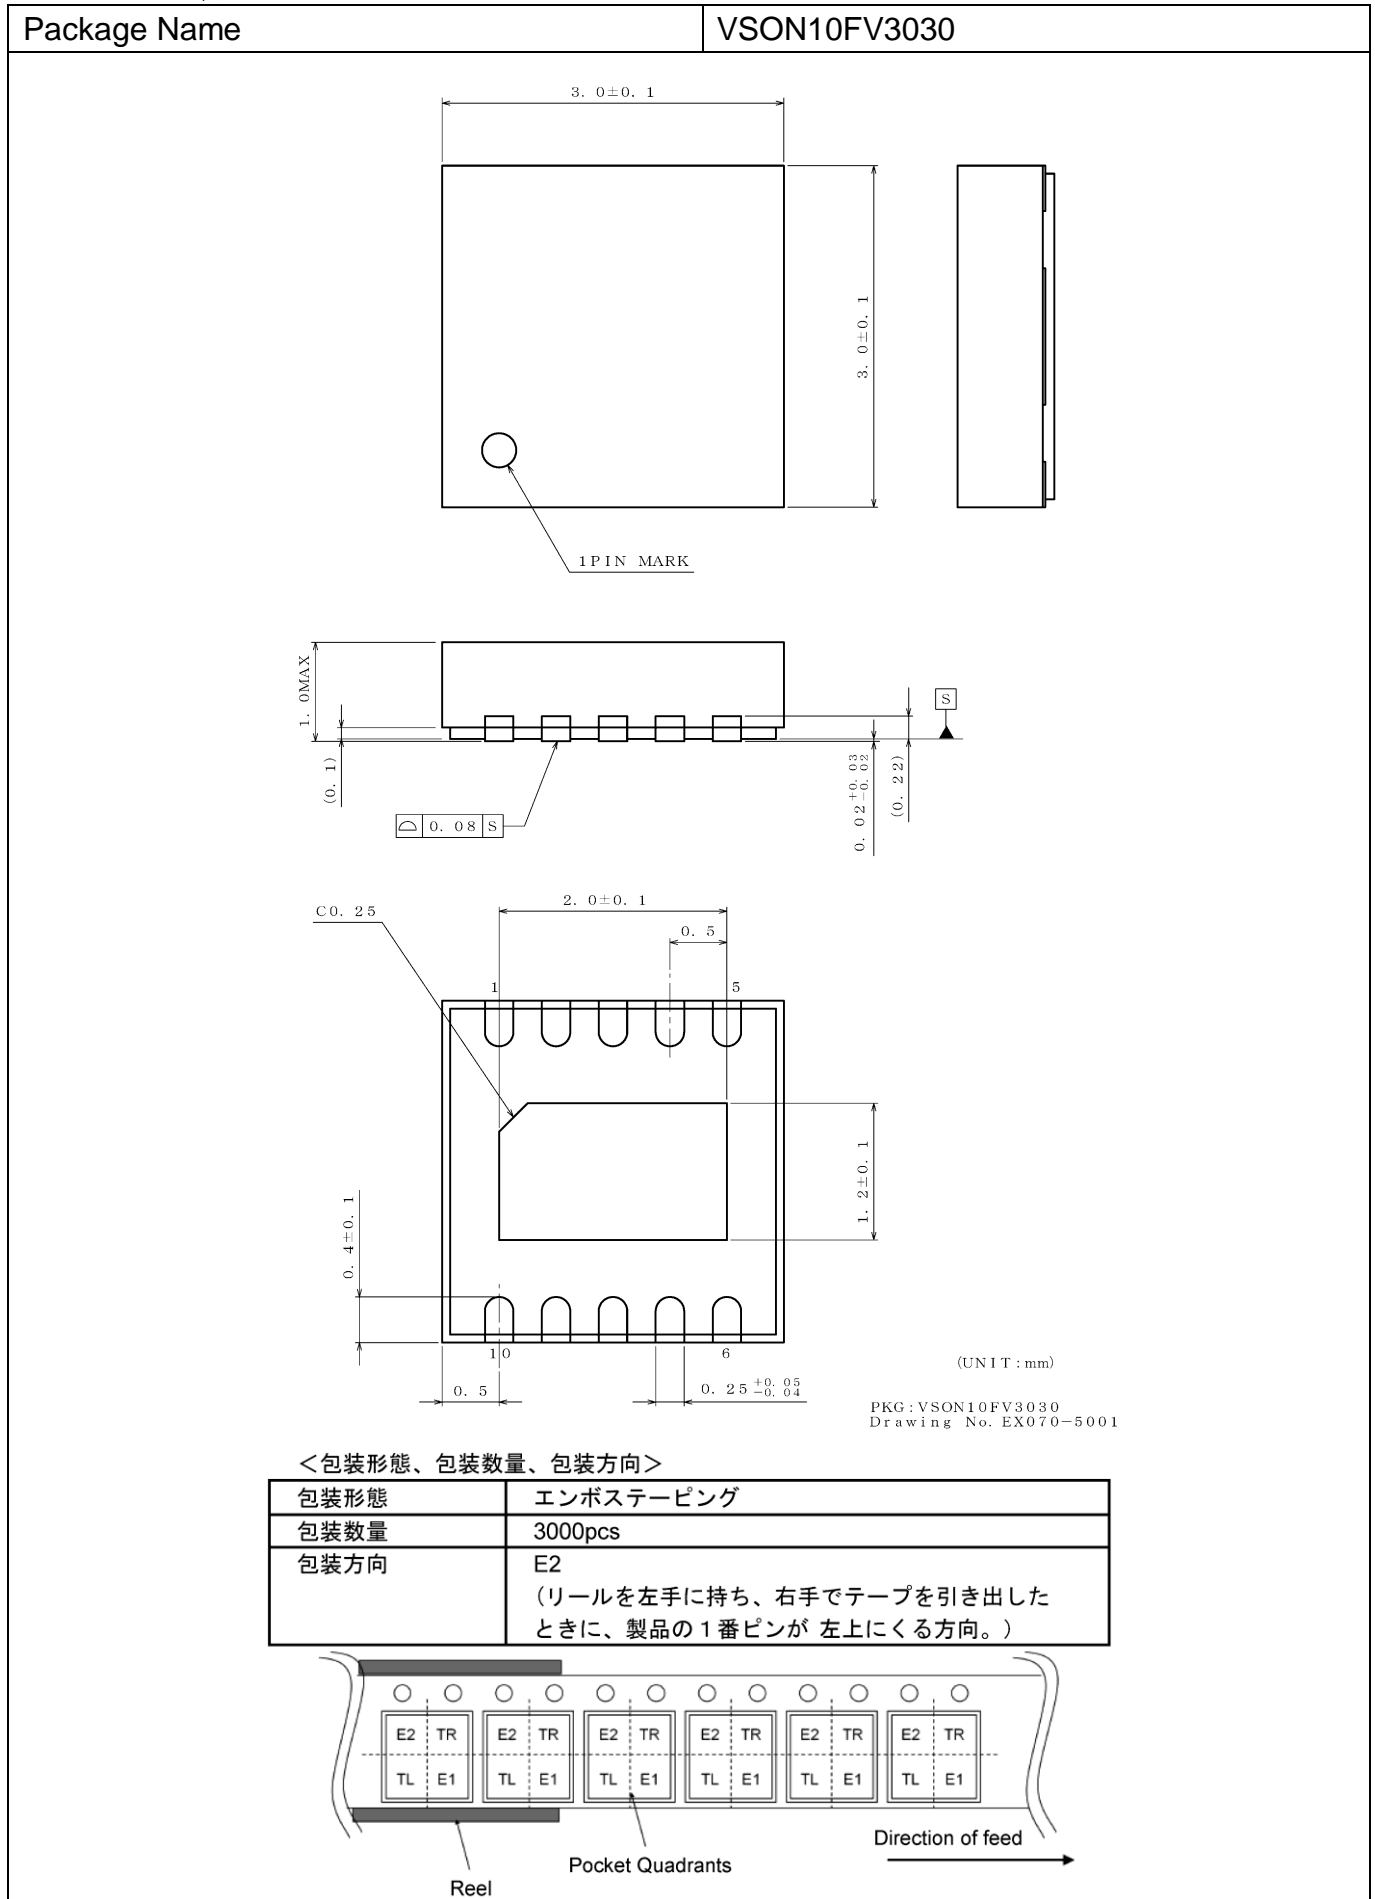 Package Name
VSON10FV3030
3. 0±0. 1
3. 0±0. 1
1PIN MARK
1. 0MAX
(0. 1)
S
0. 02 +0. 03 -0. 02
(0. 22)
0. 08 S
C0. 25
2. 0±0. 1
0. 5
1
5
1. 2±0. 1
0. 4±0. 1
10
6
0. 5
0. 25 +0. 05 -0. 04
(UNIT : mm)
PKG : VSON10FV3030
Drawing No. EX070-5001
<包装形態、包装数量、包装方向>
包装形態
エンボステーピング
包装数量
3000pcs
包装方向
E2
(リールを左手に持ち、右手でテープを引き出した
ときに、製品の1番ピンが 左上にくる方向。)
E2 TR E2 TR E2 TR E2 TR E2 TR E2 TR
TL E1 TL E1 TL E1 TL E1 TL E1 TL E1
Direction of feed
Pocket Quadrants
Reel